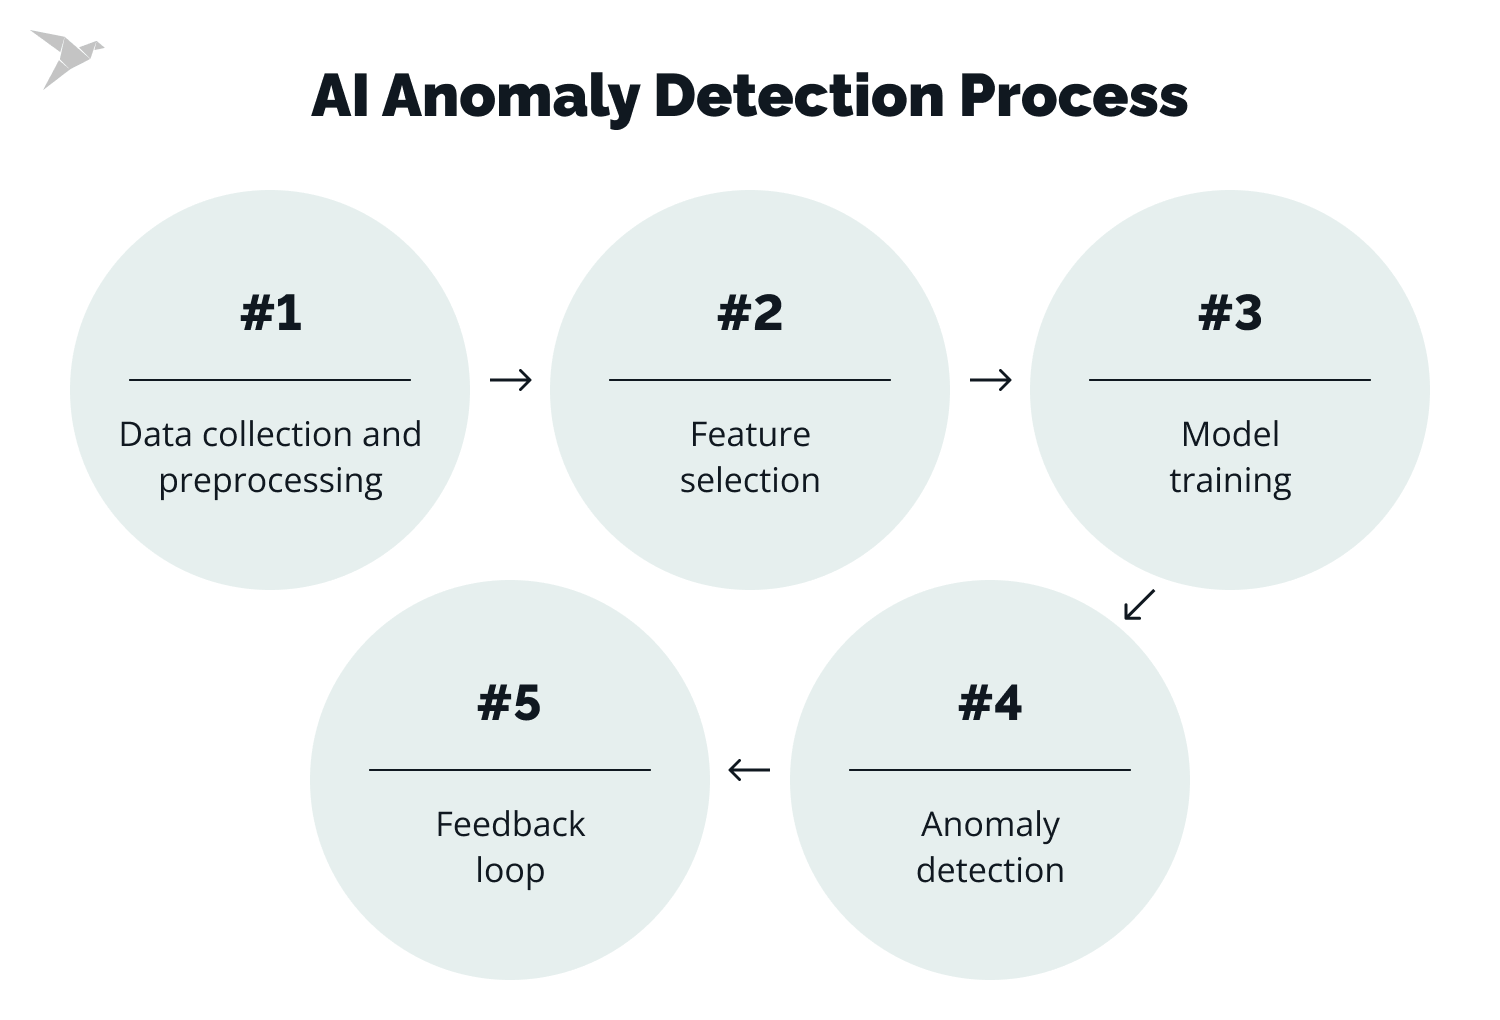 AI Anomaly Detection Process
#1
Data collection and
preprocessing
#2
Feature
selection
#3
Model
training
#4
Anomaly
detection
#5
Feedback
loop